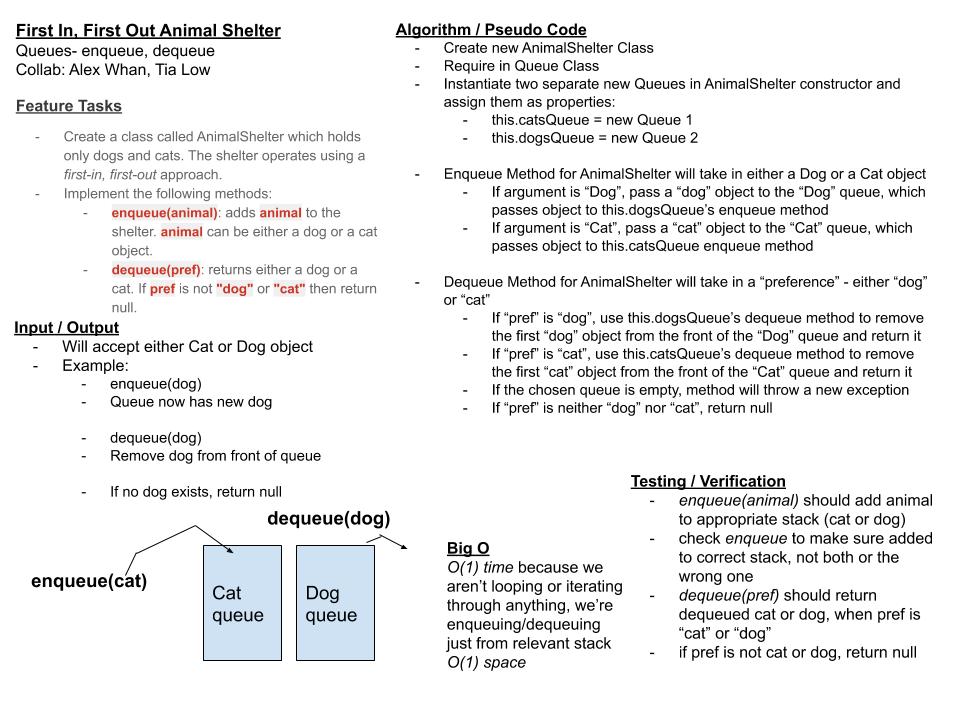 First In, First Out Animal Shelter
Queues- enqueue, dequeue
Collab: Alex Whan, Tia Low
Feature Tasks
- Create a class called AnimalShelter which holds
only dogs and cats. The shelter operates using a
first-in, first-out approach.
- Implement the following methods:
- enqueue(animal): adds animal to the
shelter. animal can be either a dog or a cat
object.
- dequeue(pref): returns either a dog or a
cat. If pref is not "dog" or "cat" then return
null.
Input / Output
- Will accept either Cat or Dog object
- Example:
- enqueue(dog)
- Queue now has new dog
- dequeue(dog)
- Remove dog from front of queue
- If no dog exists, return null
dequeue(dog)
enqueue(cat)
Cat
queue
Dog
queue
Algorithm / Pseudo Code
- Create new AnimalShelter Class
- Require in Queue Class
- Instantiate two separate new Queues in AnimalShelter constructor and
assign them as properties:
- this.catsQueue = new Queue 1
- this.dogsQueue = new Queue 2
- Enqueue Method for AnimalShelter will take in either a Dog or a Cat object
- If argument is “Dog”, pass a “dog” object to the “Dog” queue, which
passes object to this.dogsQueue’s enqueue method
- If argument is “Cat”, pass a “cat” object to the “Cat” queue, which
passes object to this.catsQueue enqueue method
- Dequeue Method for AnimalShelter will take in a “preference” - either “dog”
or “cat”
- If “pref” is “dog”, use this.dogsQueue’s dequeue method to remove
the first “dog” object from the front of the “Dog” queue and return it
- If “pref” is “cat”, use this.catsQueue’s dequeue method to remove
the first “cat” object from the front of the “Cat” queue and return it
- If the chosen queue is empty, method will throw a new exception
- If “pref” is neither “dog” nor “cat”, return null
Big O
O(1) time because we
aren’t looping or iterating
through anything, we’re
enqueuing/dequeuing
just from relevant stack
O(1) space
Testing / Verification
- enqueue(animal) should add animal
to appropriate stack (cat or dog)
- check enqueue to make sure added
to correct stack, not both or the
wrong one
- dequeue(pref) should return
dequeued cat or dog, when pref is
“cat” or “dog”
- if pref is not cat or dog, return null